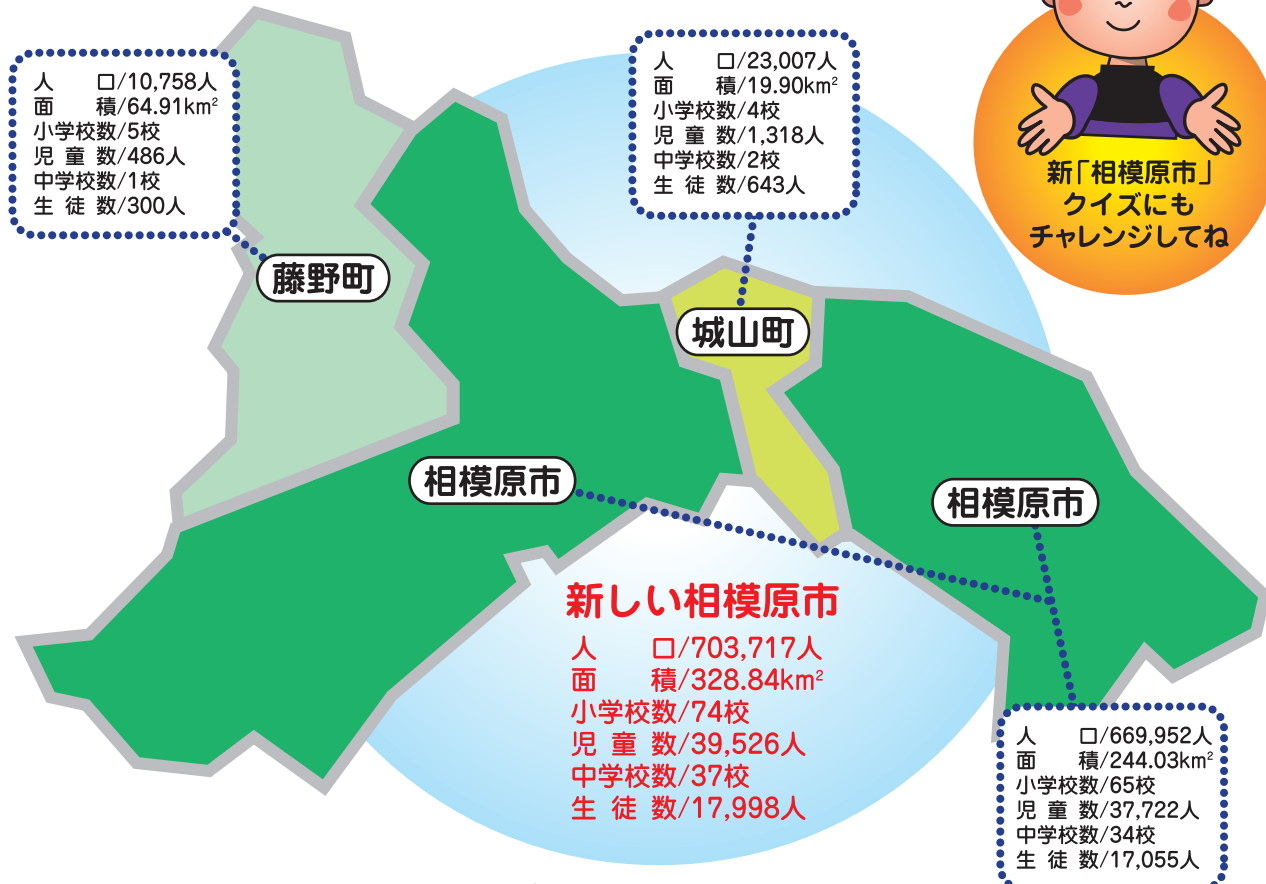 人　　口/10,758人
面　　積/64.91km²
小学校数/5校
児 童 数/486人
中学校数/1校
生 徒 数/300人
人　　口/23,007人
面　　積/19.90km²
小学校数/4校
児 童 数/1,318人
中学校数/2校
生 徒 数/643人
新「相模原市」
クイズにも
チャレンジしてね
藤野町
城山町
相模原市
相模原市
新しい相模原市
人　　口/703,717人
面　　積/328.84km²
小学校数/74校
児 童 数/39,526人
中学校数/37校
生 徒 数/17,998人
人　　口/669,952人
面　　積/244.03km²
小学校数/65校
児 童 数/37,722人
中学校数/34校
生 徒 数/17,055人